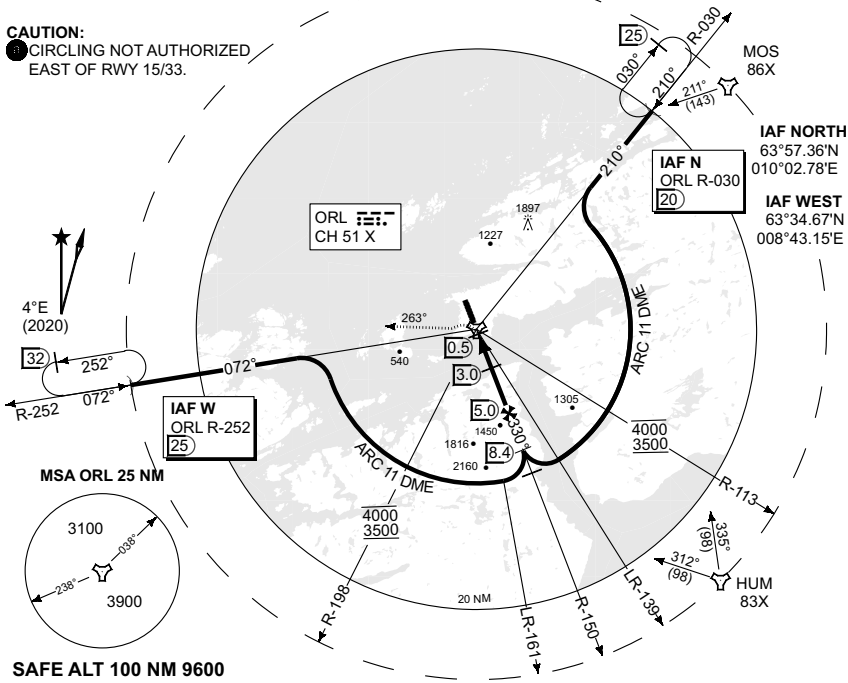 CAUTION:
CIRCLING NOT AUTHORIZED
EAST OF RWY 15/33.
25
R-030
030°
210°
MOS
86X
211°
(143)
IAF NORTH
63°57.36'N
010°02.78'E
IAF N
ORL R-030
20
IAF WEST
63°34.67'N
008°43.15'E
210°
ORL
CH 51 X
1897
1227
4°E
(2020)
263°
540
0.5
3.0
5.0
330°
8.4
1450
1816
2160
1305
ARC 11 DME
4000
3500
32
252°
072°
R-252
072°
IAF W
ORL R-252
25
ARC 11 DME
4000
3500
MSA ORL 25 NM
3100
038°
238°
3900
R-198
20 NM
LR-161
R-150
LR-139
R-113
335°
(98)
312°
(98)
HUM
83X
SAFE ALT 100 NM 9600